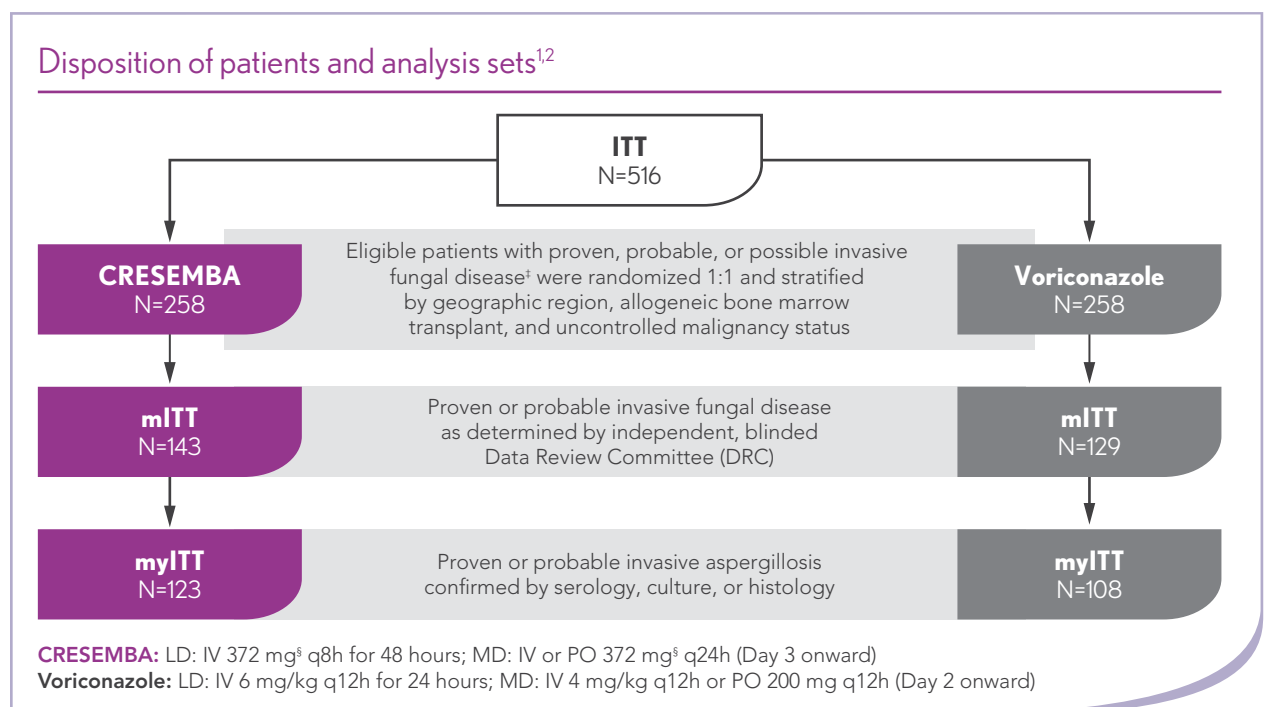 Disposition of patients and analysis sets1,2
ITT
N=516
CRESEMBA
N=258
Eligible patients with proven, probable, or possible invasive
fungal disease‡ were randomized 1:1 and stratified
by geographic region, allogeneic bone marrow
transplant, and uncontrolled malignancy status
Voriconazole
N=258
mITT
N=143
Proven or probable invasive fungal disease
as determined by independent, blinded
Data Review Committee (DRC)
mITT
N=129
myITT
N=123
Proven or probable invasive aspergillosis
confirmed by serology, culture, or histology
myITT
N=108
CRESEMBA: LD: IV 372 mg§ q8h for 48 hours; MD: IV or PO 372 mg§ q24h (Day 3 onward)
Voriconazole: LD: IV 6 mg/kg q12h for 24 hours; MD: IV 4 mg/kg q12h or PO 200 mg q12h (Day 2 onward)